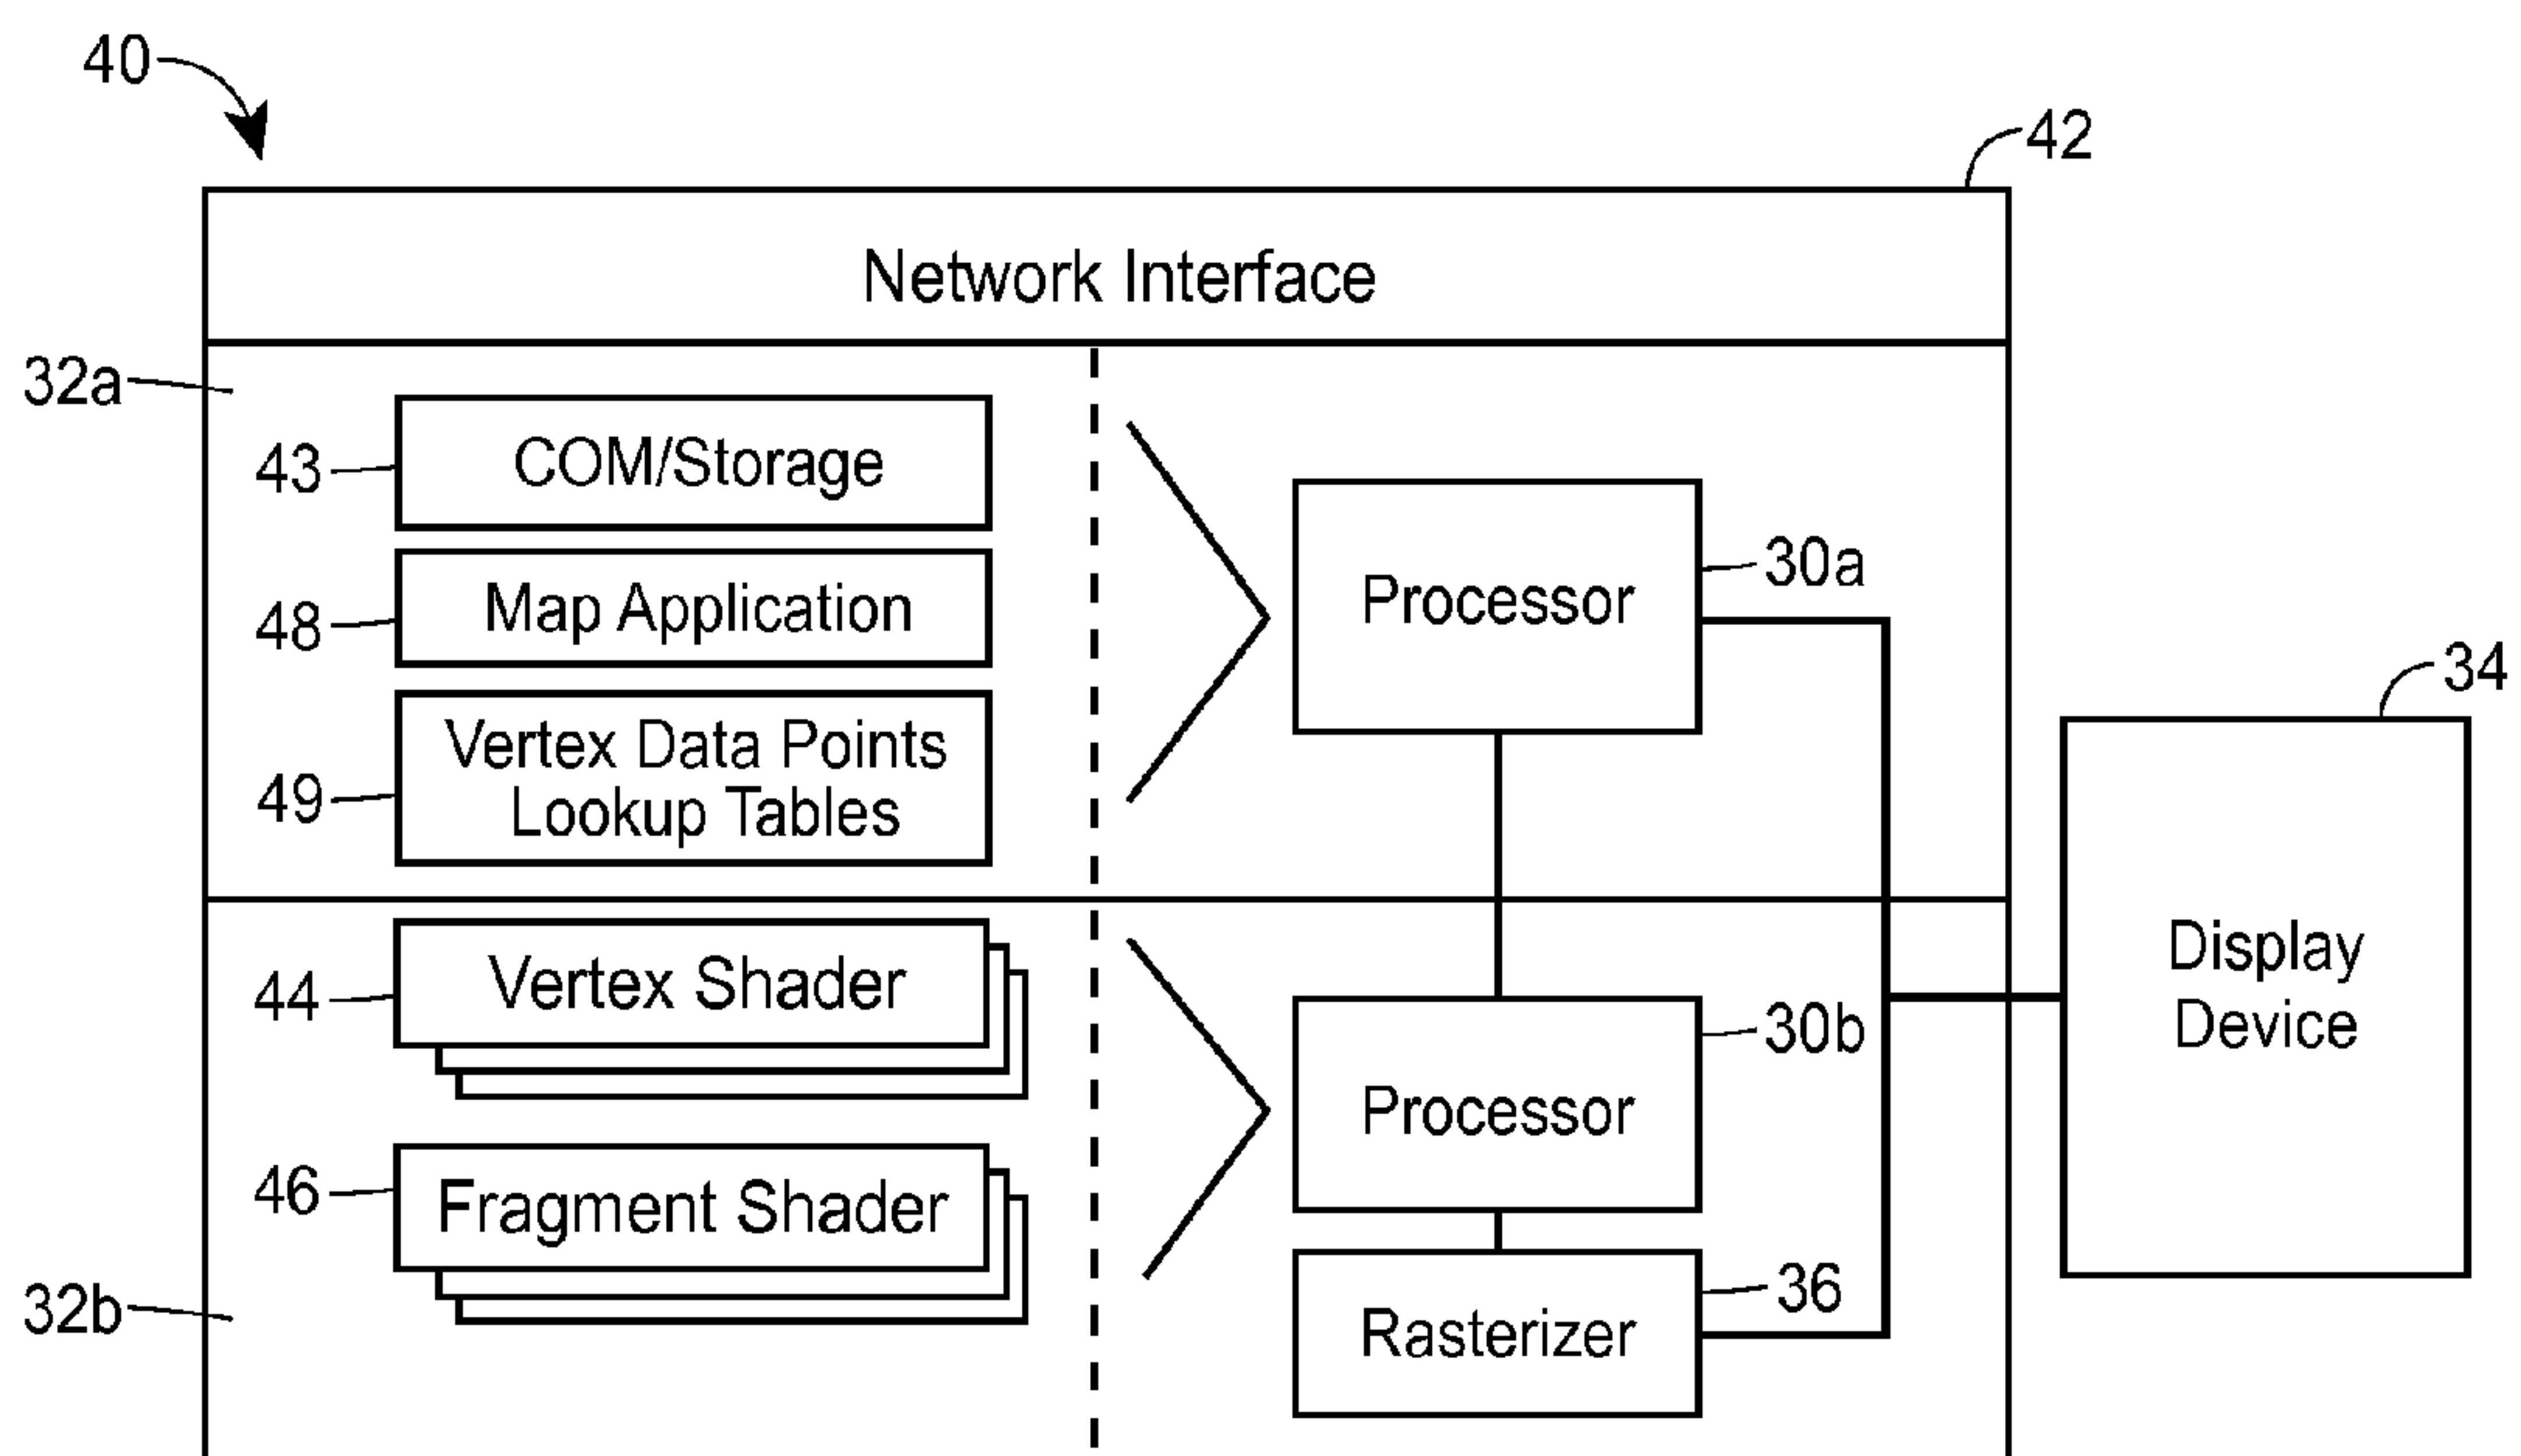 40
42
Network Interface
32a
43
COM/Storage
48
Map Application
49
Vertex Data Points
Lookup Tables
Processor
30a
34
Display
Device
44
Vertex Shader
46
Fragment Shader
32b
Processor
30b
Rasterizer
36